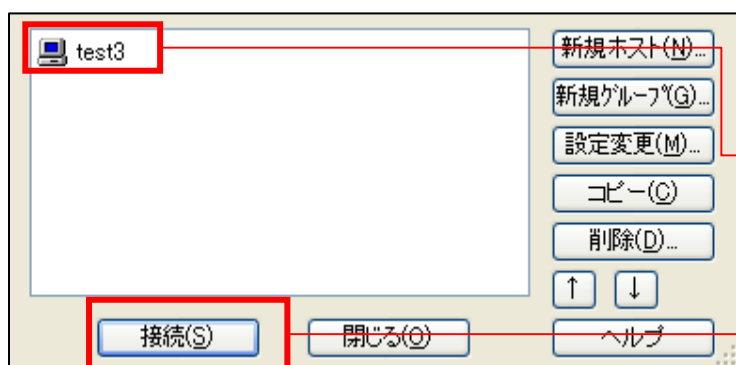 test3
新規ホスト(N)...
新規ｸﾞﾙｰﾌﾟ(G)...
設定変更(M)...
コピー(C)
削除(D)...
↑ ↓
接続(S) 閉じる(O) ヘルプ